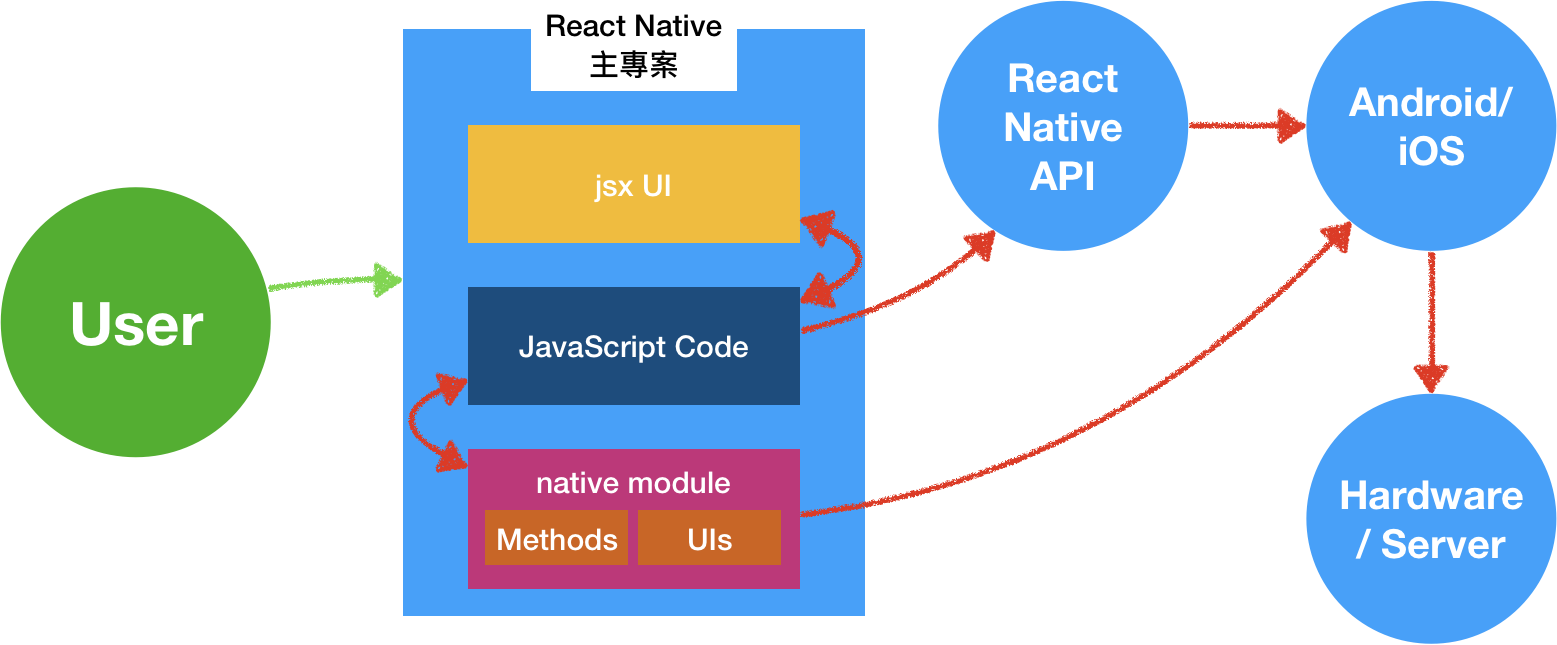 React Native
主專案
jsx UI
JavaScript Code
native module
Methods
UIs
User
React
Native
API
Android/
iOS
Hardware
/ Server